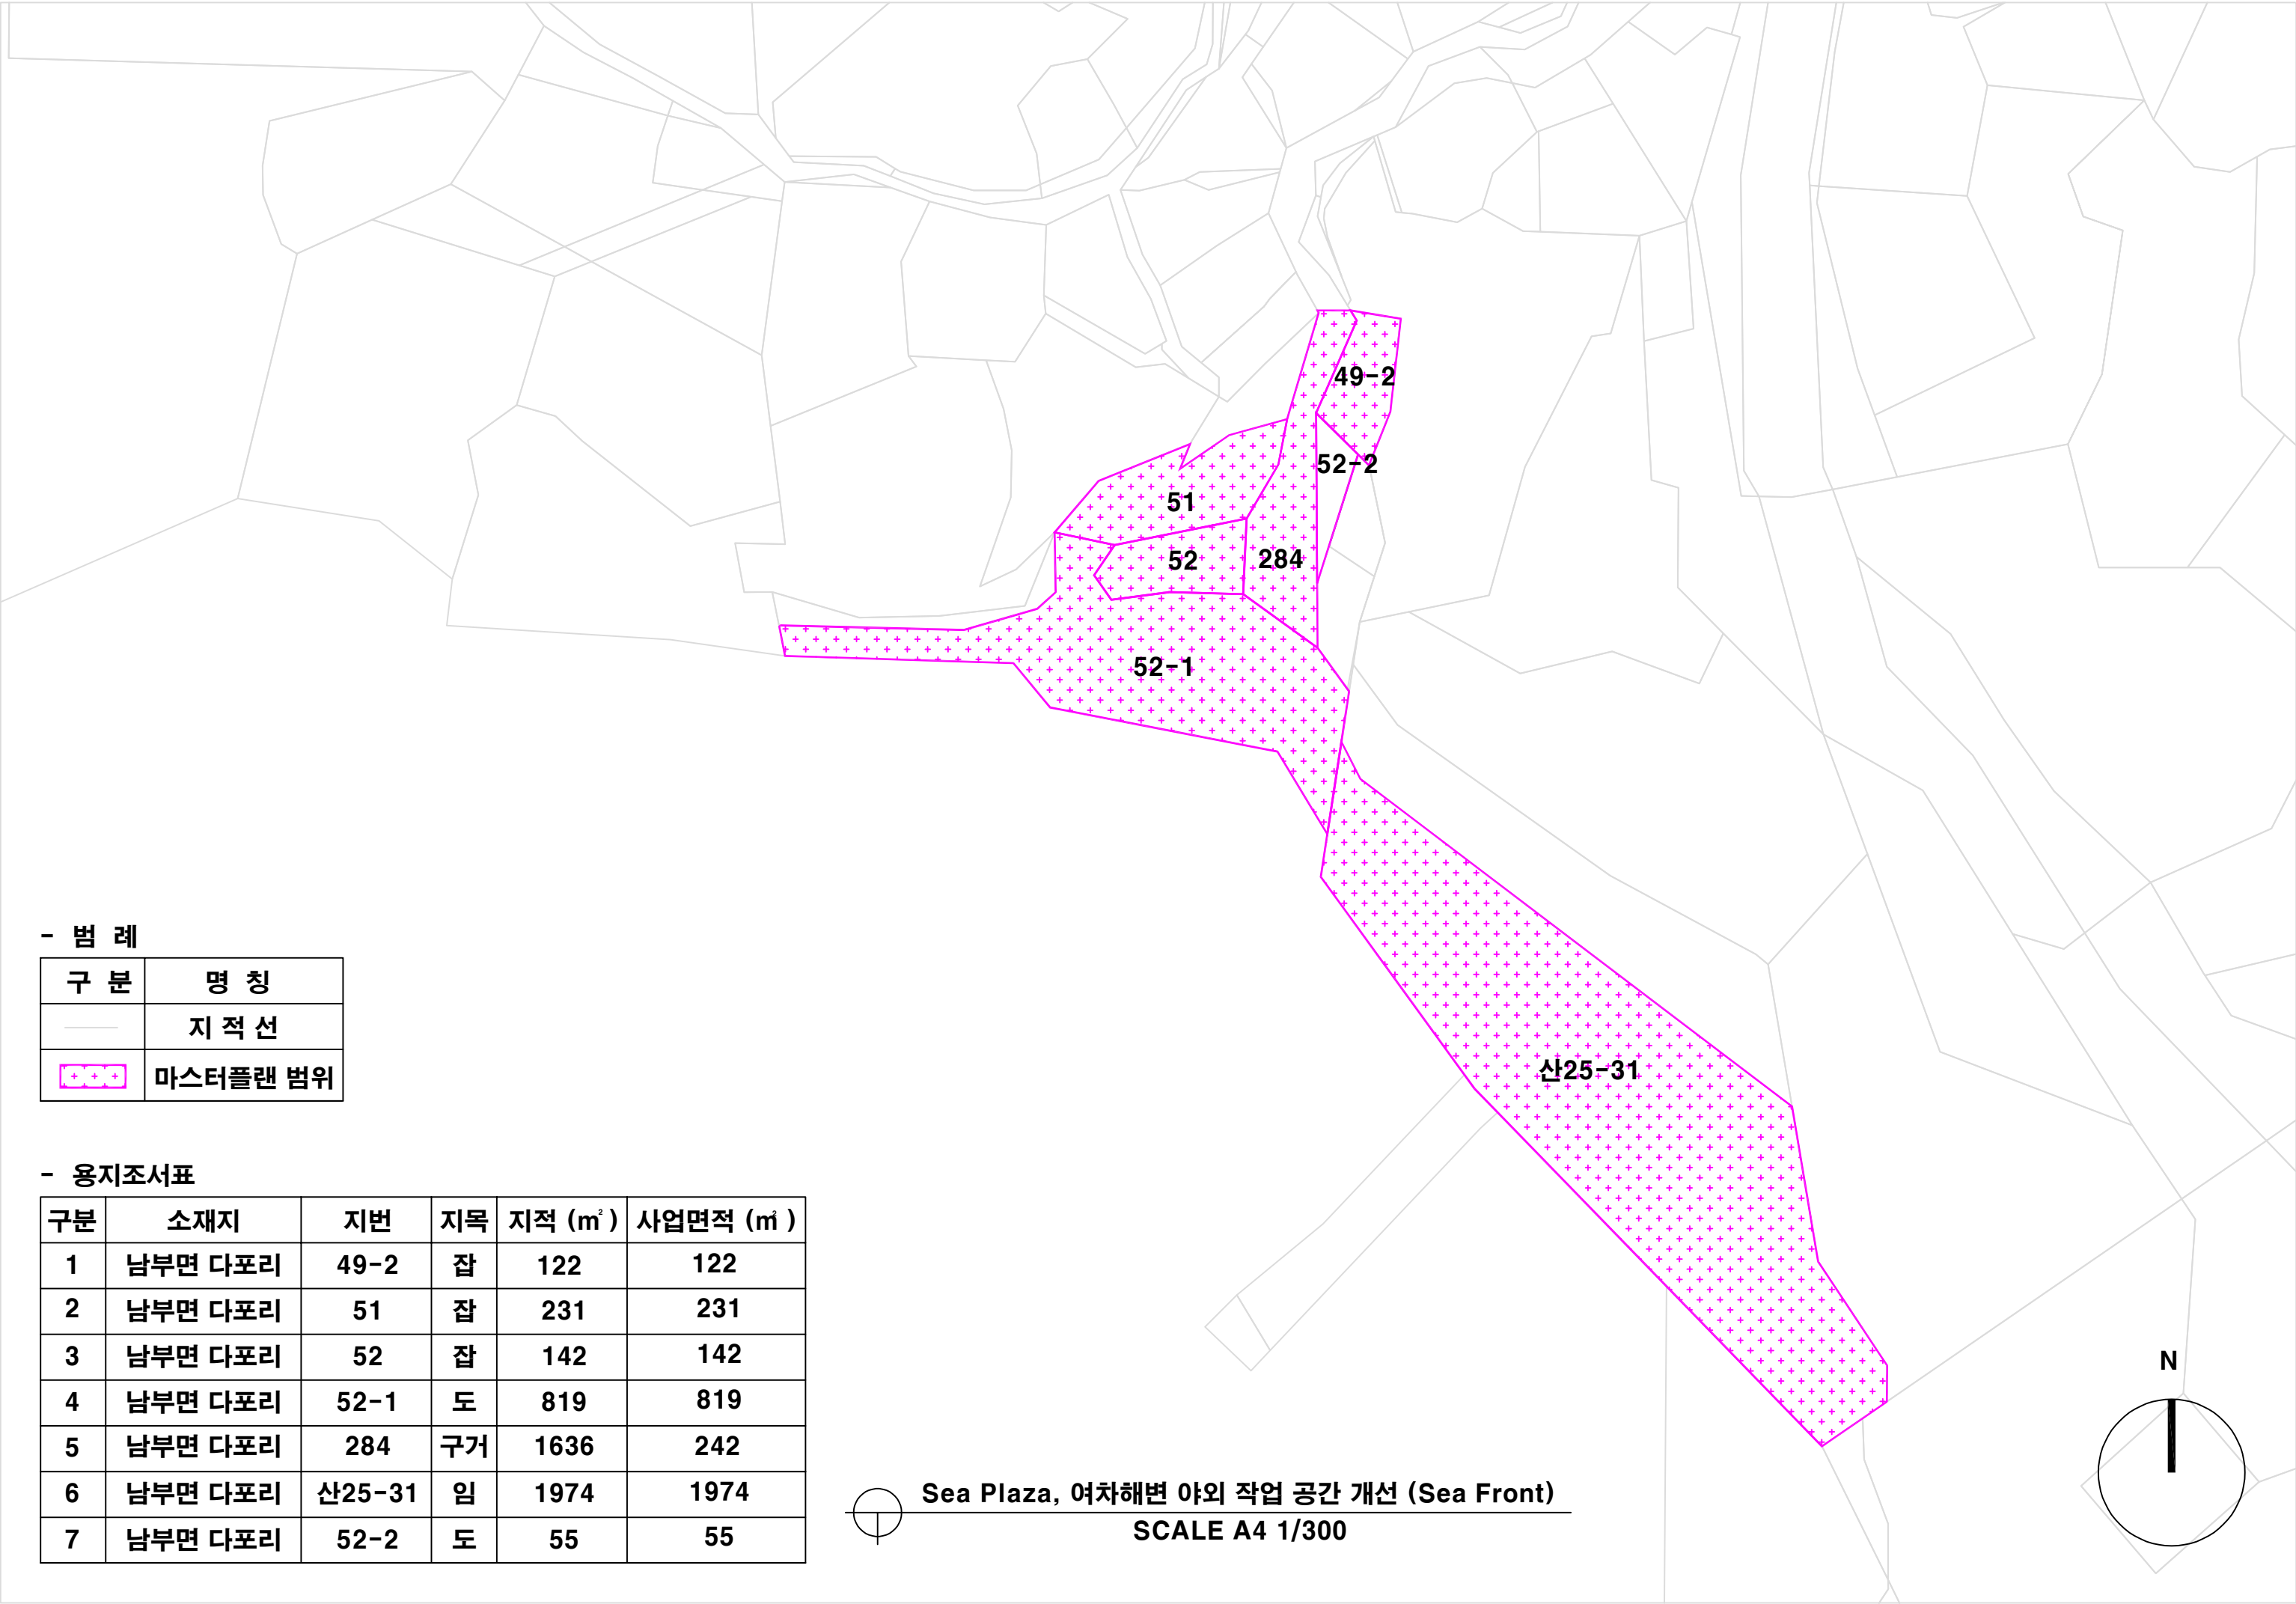 49-2
52-2
51
52
284
52-1
산25-31
- 범 례
구 분 명 칭
지 적 선
마스터플랜 범위
- 용지조서표
구분 소재지 지번 지목 지적 (㎡) 사업면적 (㎡)
1 남부면 다포리 49-2 잡 122 122
2 남부면 다포리 51 잡 231 231
3 남부면 다포리 52 잡 142 142
4 남부면 다포리 52-1 도 819 819
5 남부면 다포리 284 구거 1636 242
6 남부면 다포리 산25-31 임 1974 1974
7 남부면 다포리 52-2 도 55 55
Sea Plaza, 여차해변 야외 작업 공간 개선 (Sea Front)
SCALE A4 1/300
N